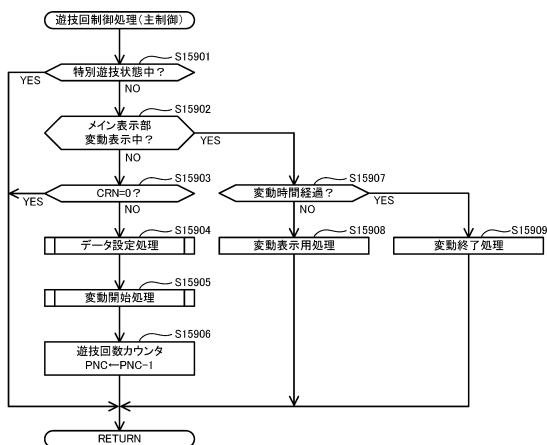 遊技回制御処理(主制御)
S15901
特別遊技状態中?
YES
NO
S15902
メイン表示部
変動表示中?
YES
NO
S15903
CRN=0?
YES
NO
S15907
変動時間経過?
YES
NO
S15904
データ設定処理
S15908
変動表示用処理
S15909
変動終了処理
S15905
変動開始処理
S15906
遊技回数カウンタ
PNC←PNC-1
RETURN